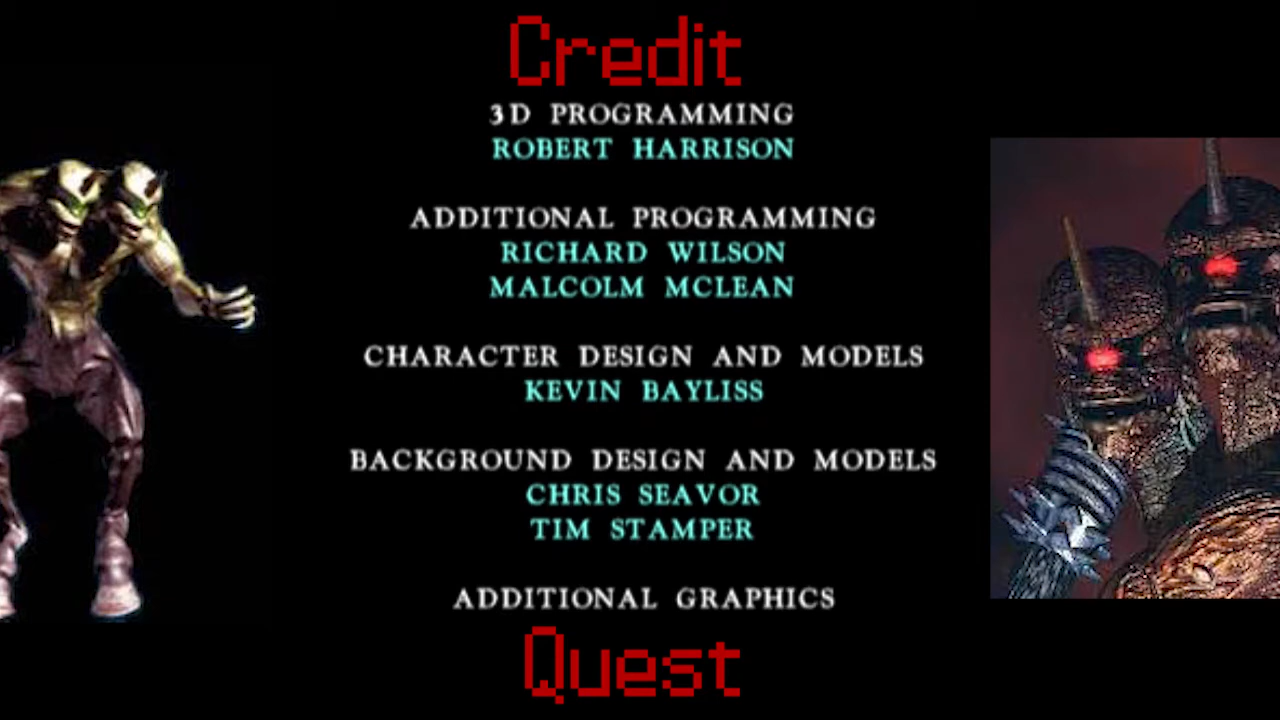 Credit
3D PROGRAMMING
ROBERT HARRISON
ADDITIONAL PROGRAMMING
RICHARD WILSON
MALCOLM MCLEAN
CHARACTER DESIGN AND MODELS
KEVIN BAYLISS
BACKGROUND DESIGN AND MODELS
CHRIS SEAVOR
TIM STAMPER
ADDITIONAL GRAPHICS
Quest